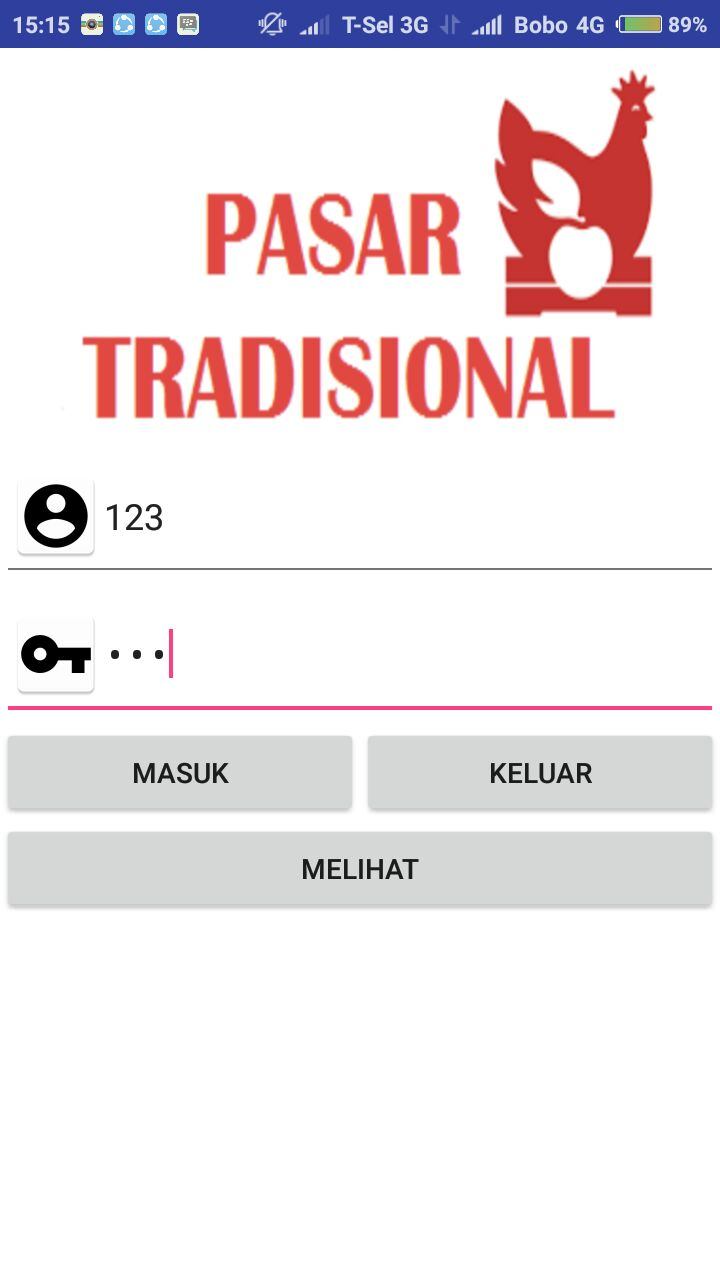 15:15 T-Sel 3G Bobo 4G 89%
PASAR
TRADISIONAL
123
•••
MASUK KELUAR
MELIHAT